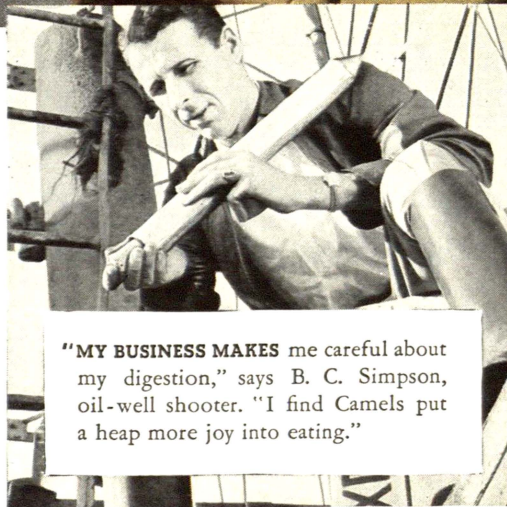 "MY BUSINESS MAKES me careful about
my digestion," says B. C. Simpson,
oil-well shooter. "I find Camels put
a heap more joy into eating."